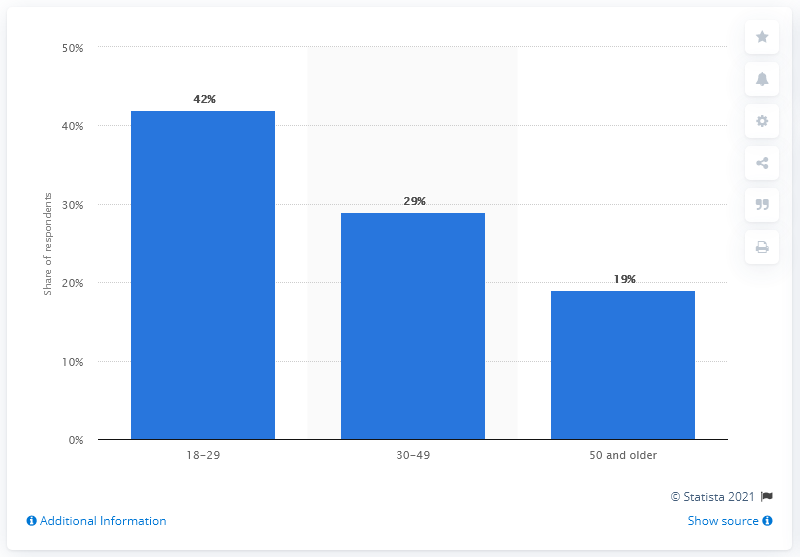 50%
42%
40%
30%
29%
20%
19%
10%
0%
Share of respondents
18-29
30-49
50 and older
© Statista 2021
Additional Information
Show source